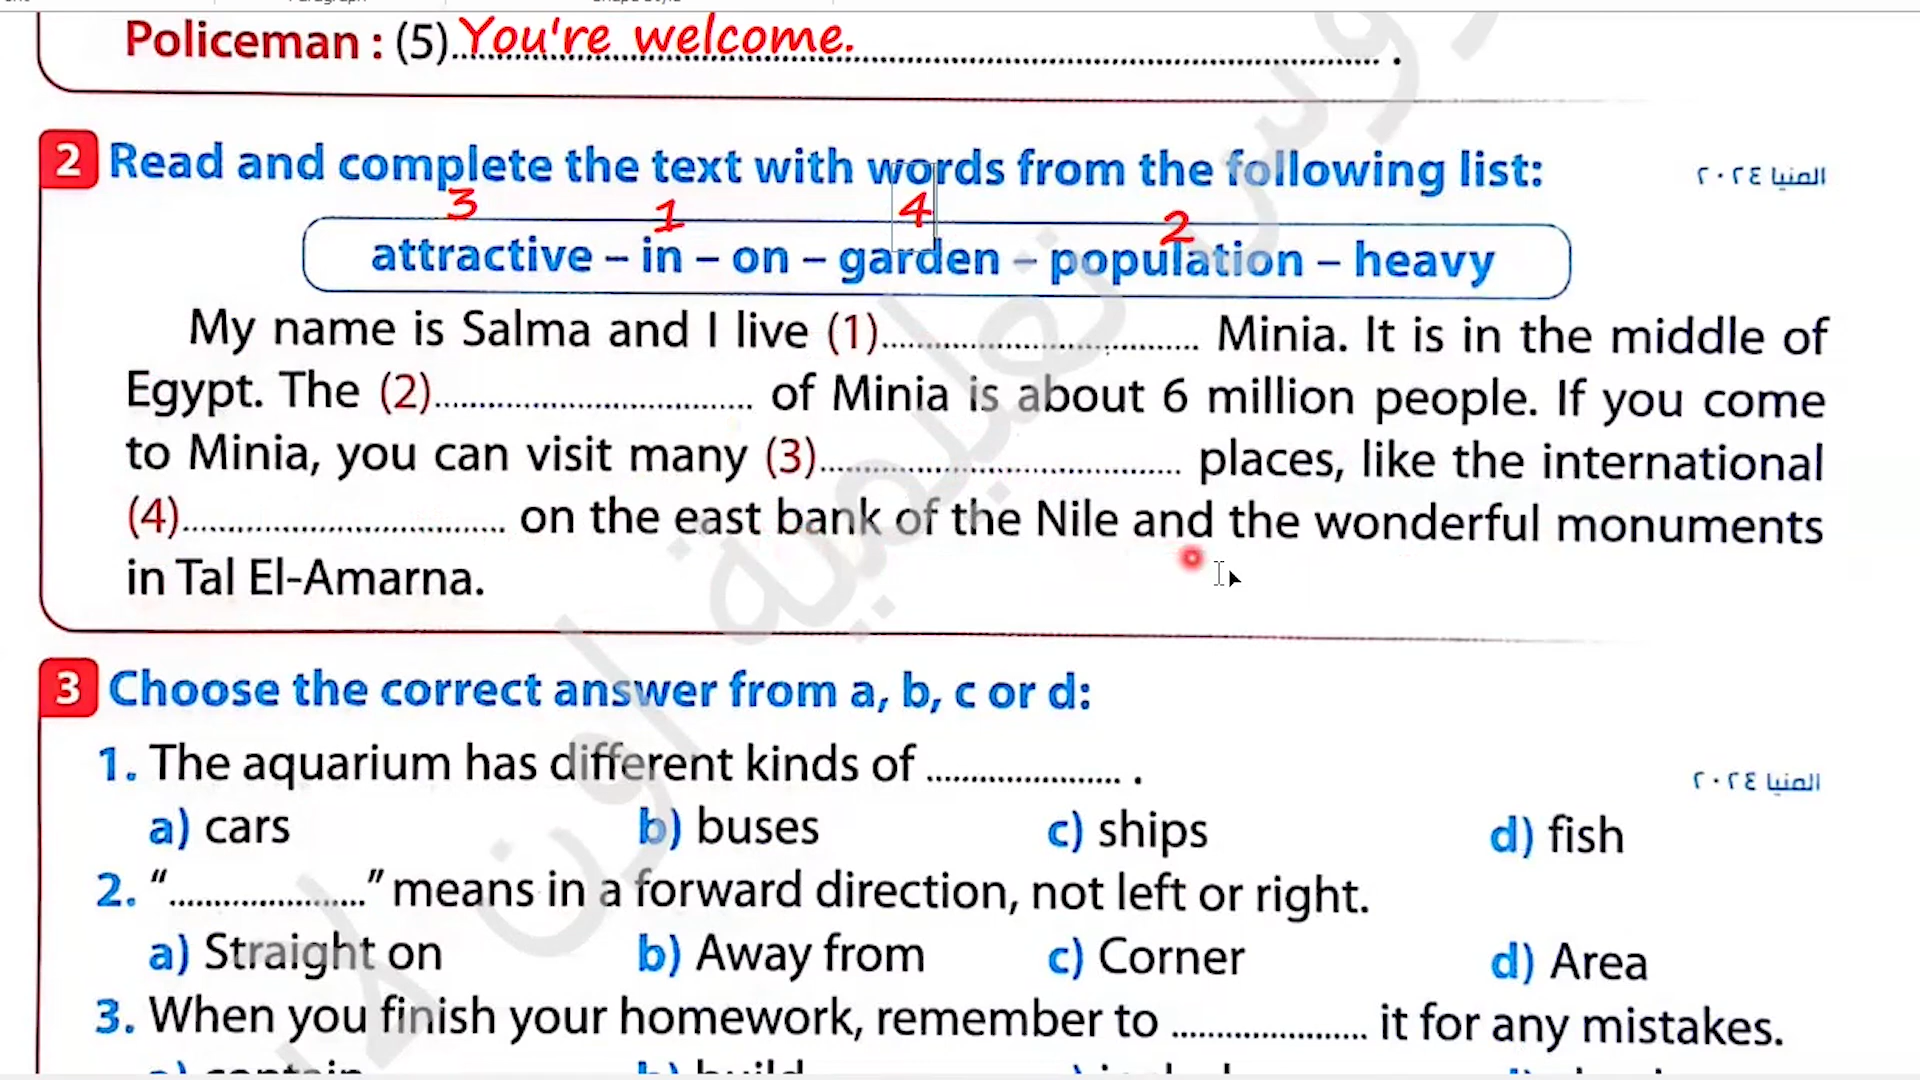 Policeman : (5) You're welcome. .
2 Read and complete the text with words from the following list: المنيا ٢٠٢٤
3 1 4 2
attractive – in – on – garden – population – heavy
My name is Salma and I live (1)................................ Minia. It is in the middle of
Egypt. The (2)................................ of Minia is about 6 million people. If you come
to Minia, you can visit many (3).................................... places, like the international
(4)................................ on the east bank of the Nile and the wonderful monuments
in Tal El-Amarna.
3 Choose the correct answer from a, b, c or d:
1. The aquarium has different kinds of .................... . المنيا ٢٠٢٤
a) cars b) buses c) ships d) fish
2. “....................” means in a forward direction, not left or right.
a) Straight on b) Away from c) Corner d) Area
3. When you finish your homework, remember to .................... it for any mistakes.